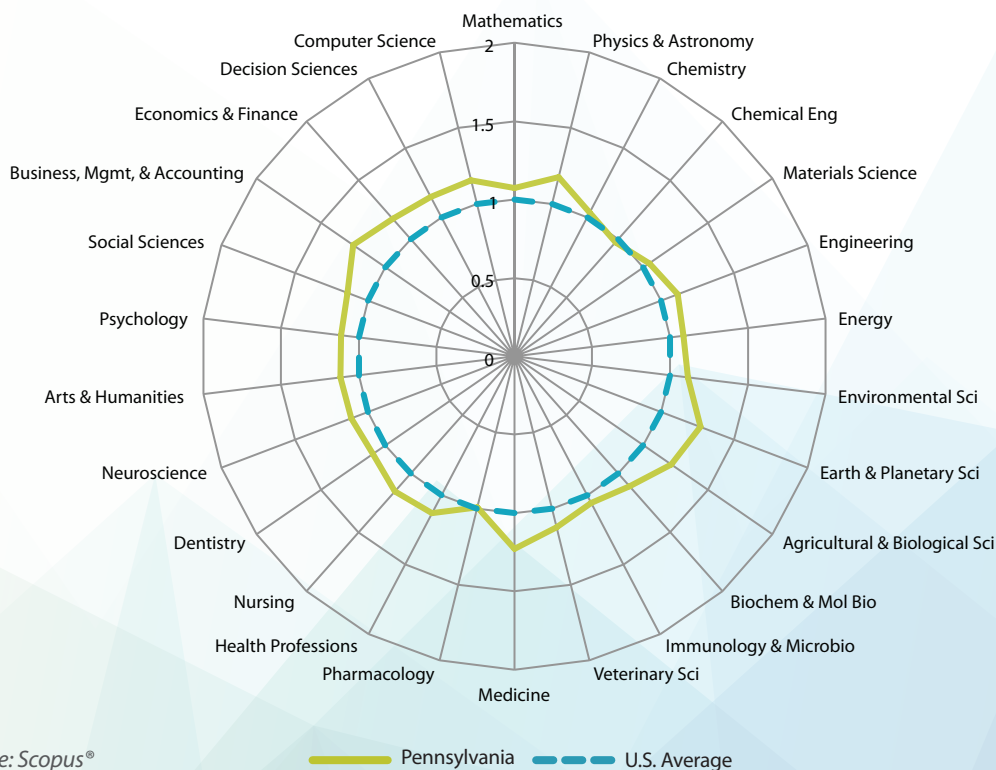 Mathematics
Computer Science
Physics & Astronomy
Decision Sciences
Chemistry
Economics & Finance
Chemical Eng
Business, Mgmt, & Accounting
Materials Science
Social Sciences
Engineering
Psychology
Energy
Arts & Humanities
Environmental Sci
Neuroscience
Earth & Planetary Sci
Dentistry
Agricultural & Biological Sci
Nursing
Biochem & Mol Bio
Health Professions
Immunology & Microbio
Pharmacology
Veterinary Sci
Medicine
2
1.5
1
0.5
0
e: Scopus®
Pennsylvania
U.S. Average